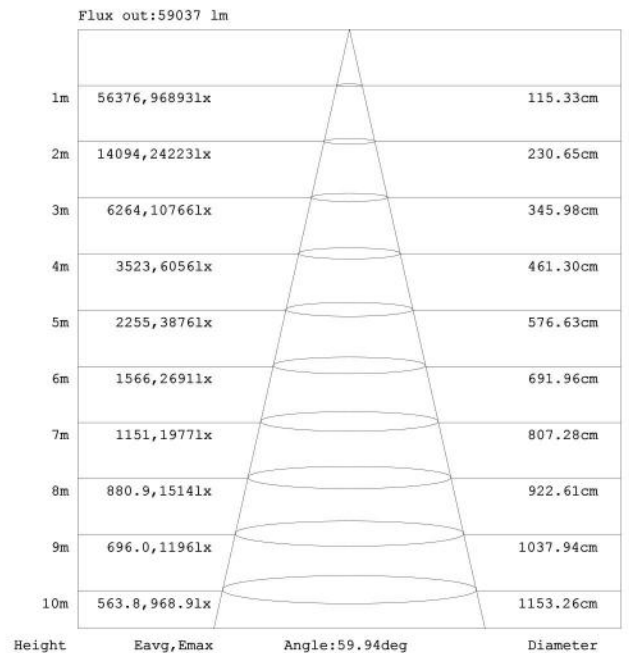 Flux out:59037 lm
1m 56376,96893lx 115.33cm
2m 14094,24223lx 230.65cm
3m 6264,10766lx 345.98cm
4m 3523,6056lx 461.30cm
5m 2255,3876lx 576.63cm
6m 1566,2691lx 691.96cm
7m 1151,1977lx 807.28cm
8m 880.9,1514lx 922.61cm
9m 696.0,1196lx 1037.94cm
10m 563.8,968.9lx 1153.26cm
Height Eavg,Emax Angle:59.94deg Diameter